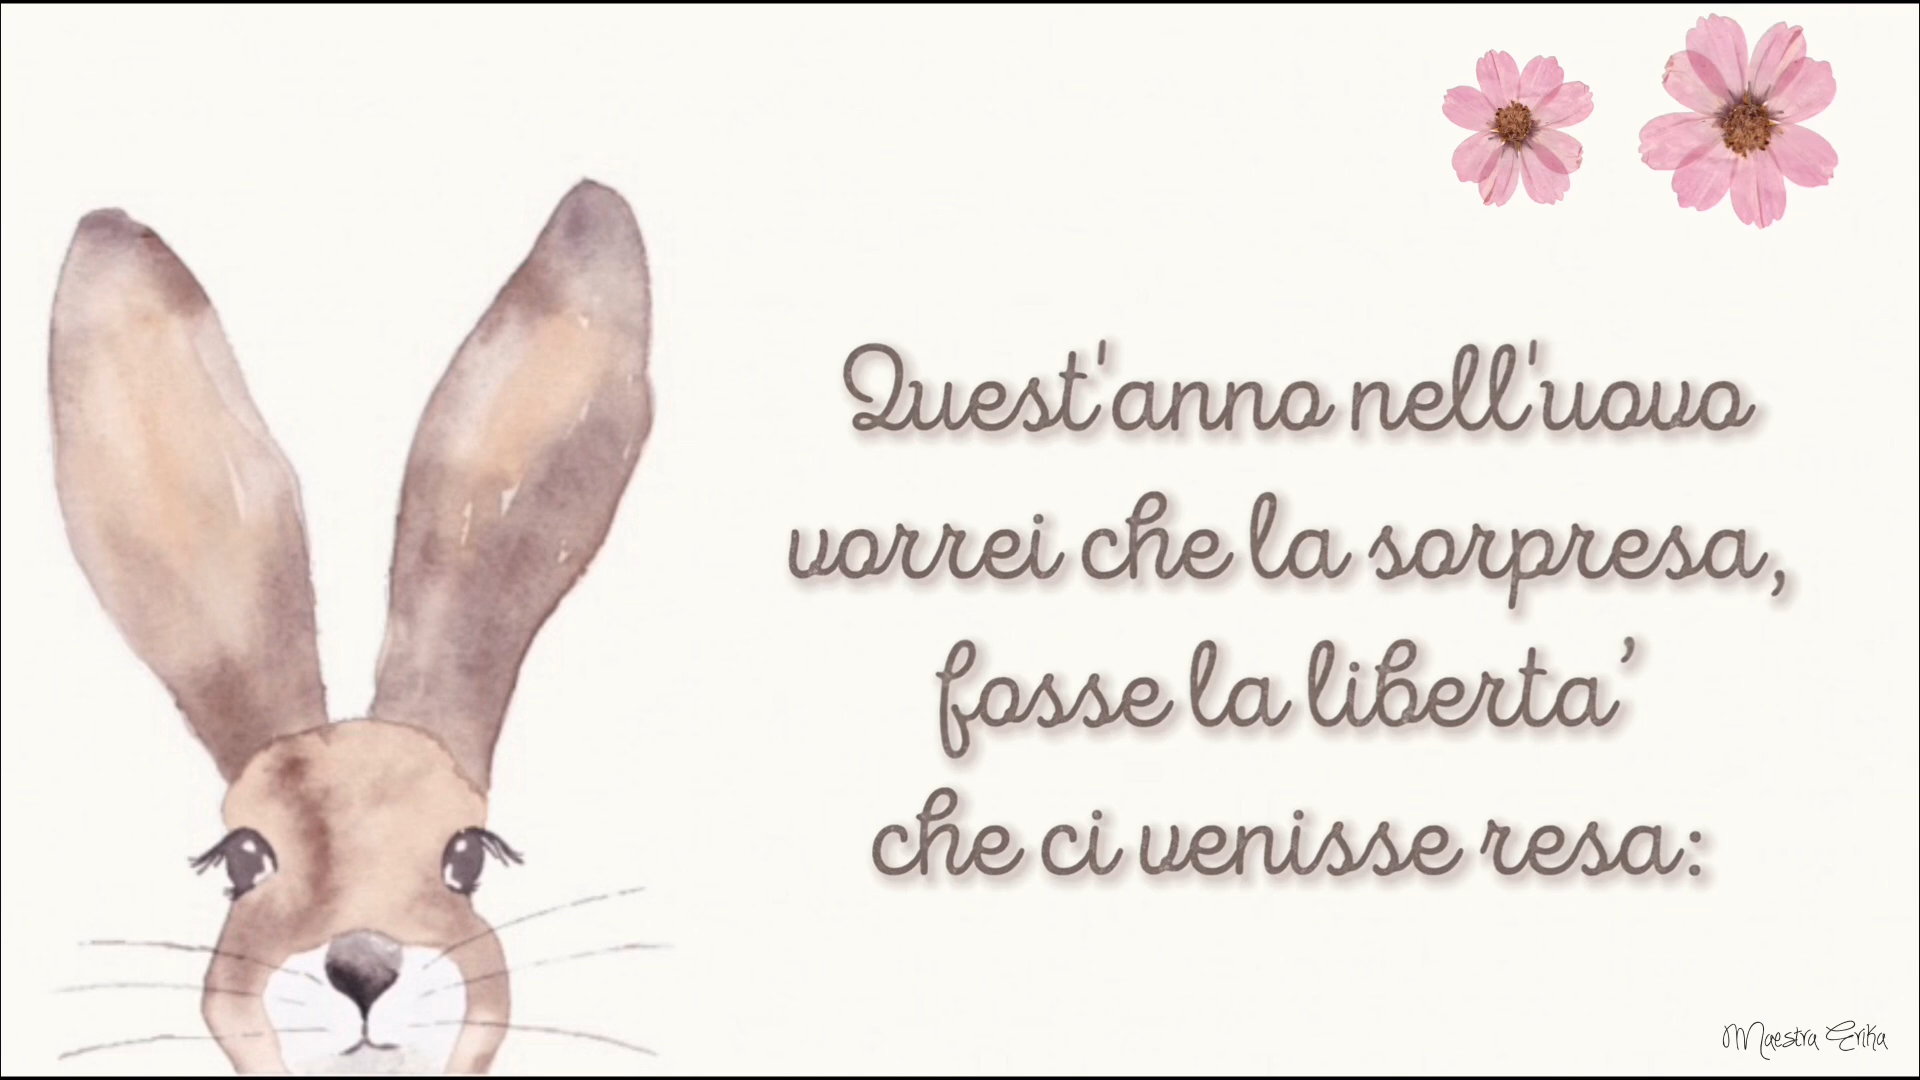 Quest'anno nell'uovo
vorrei che la sorpresa,
fosse la liberta’
che ci venisse resa:
Maestra Erika